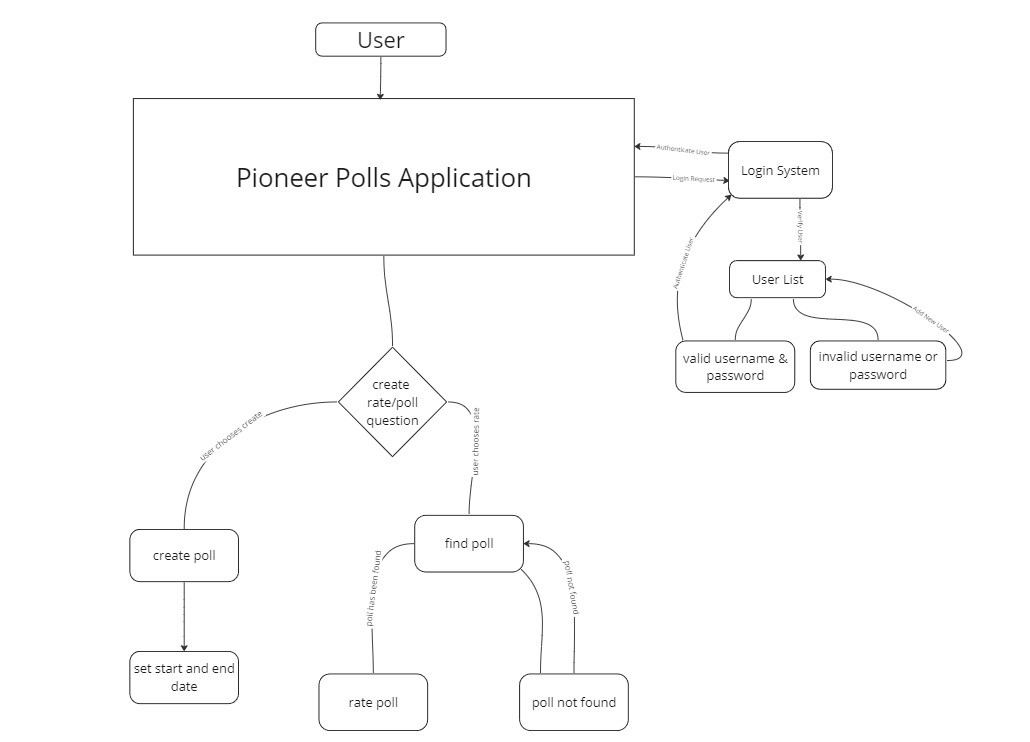 User
Pioneer Polls Application
Authenticate User
Login Request
Login System
Verify User
Authenticate User
User List
Add New User
valid username &
password
invalid username or
password
create
rate/poll
question
user chooses create
user chooses rate
create poll
find poll
poll has been found
poll not found
set start and end
date
rate poll
poll not found